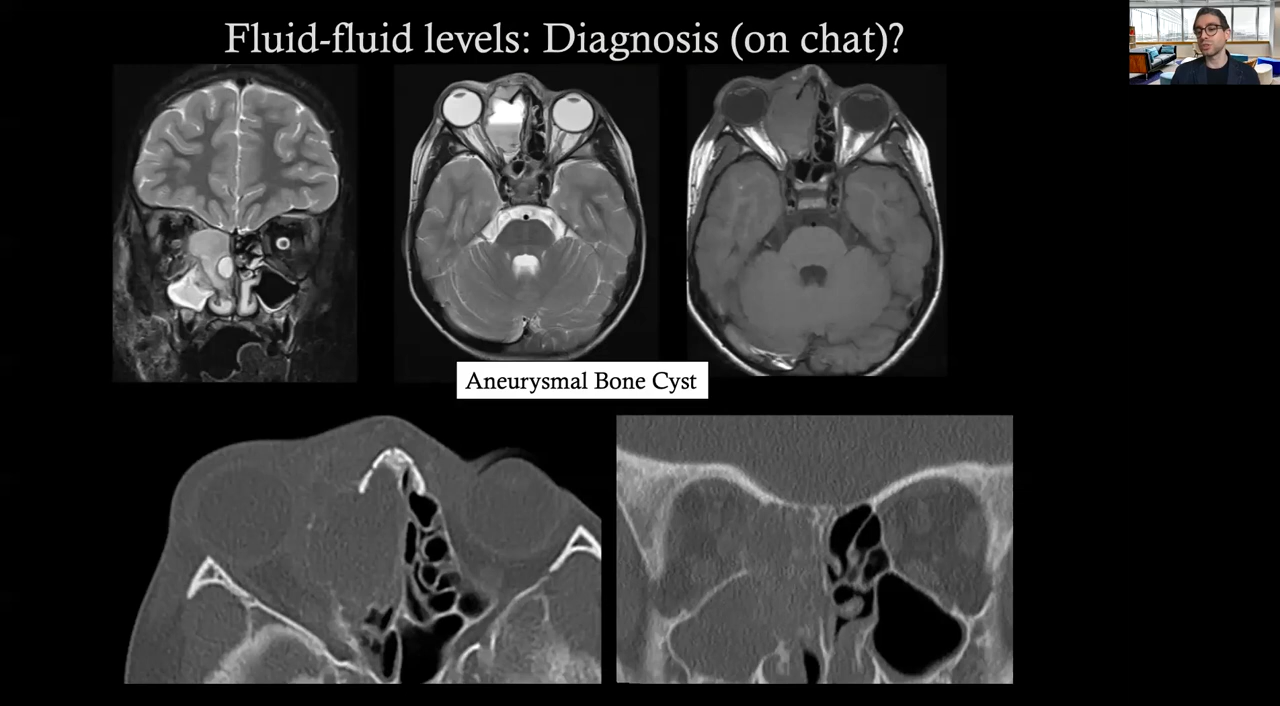 Fluid-fluid levels: Diagnosis (on chat)?
Aneurysmal Bone Cyst